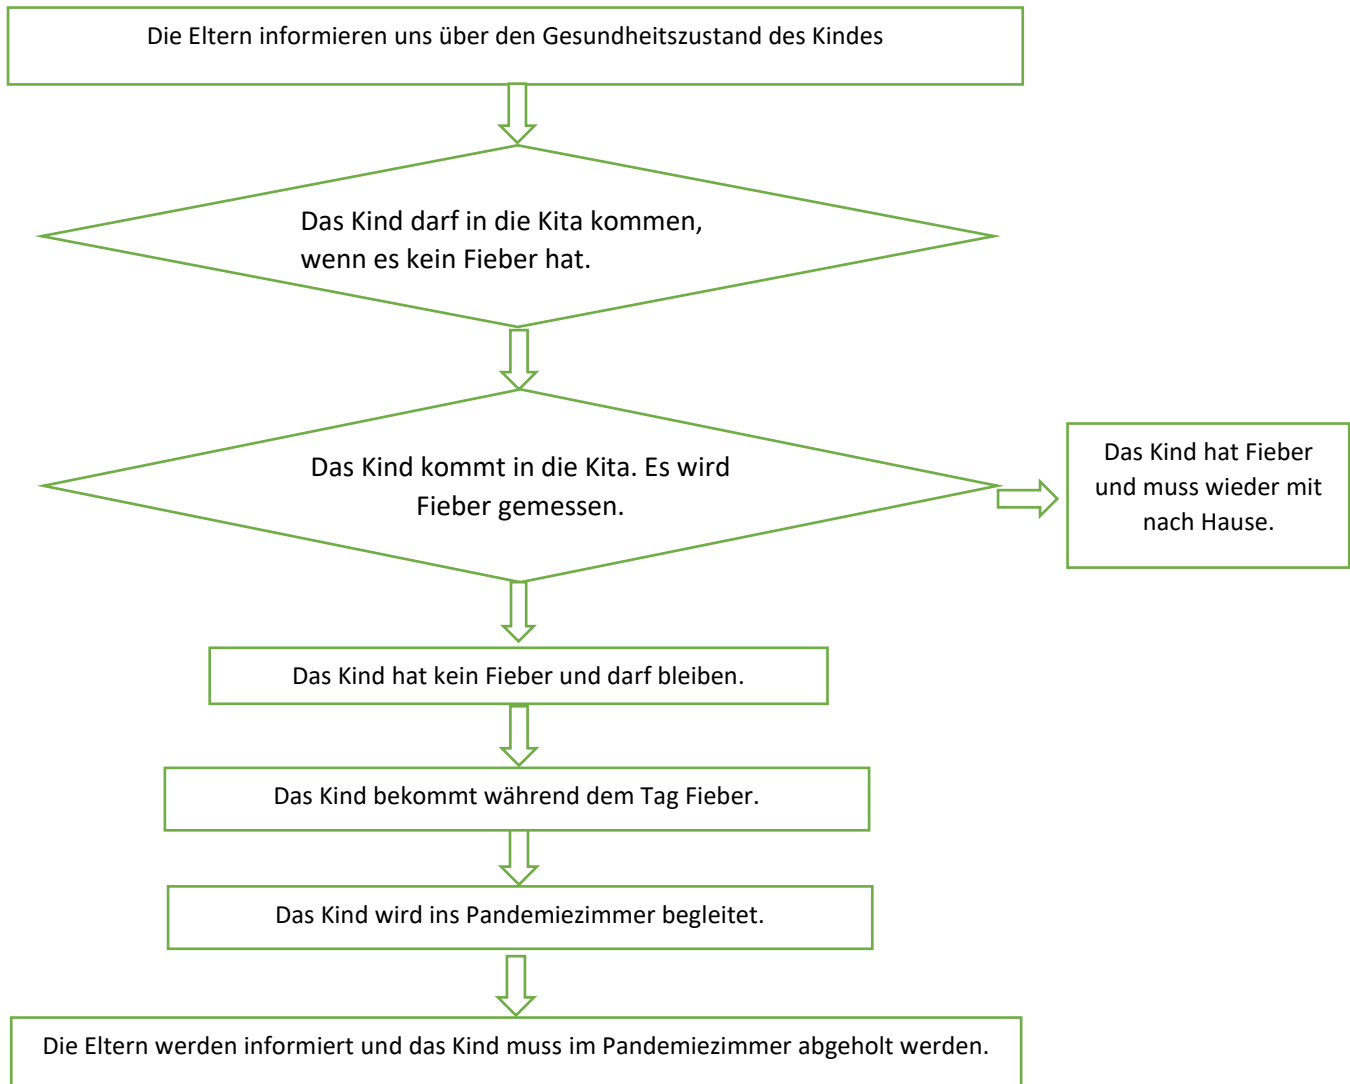 Die Eltern informieren uns über den Gesundheitszustand des Kindes
Das Kind darf in die Kita kommen,
wenn es kein Fieber hat.
Das Kind kommt in die Kita. Es wird
Fieber gemessen.
Das Kind hat Fieber
und muss wieder mit
nach Hause.
Das Kind hat kein Fieber und darf bleiben.
Das Kind bekommt während dem Tag Fieber.
Das Kind wird ins Pandemiezimmer begleitet.
Die Eltern werden informiert und das Kind muss im Pandemiezimmer abgeholt werden.